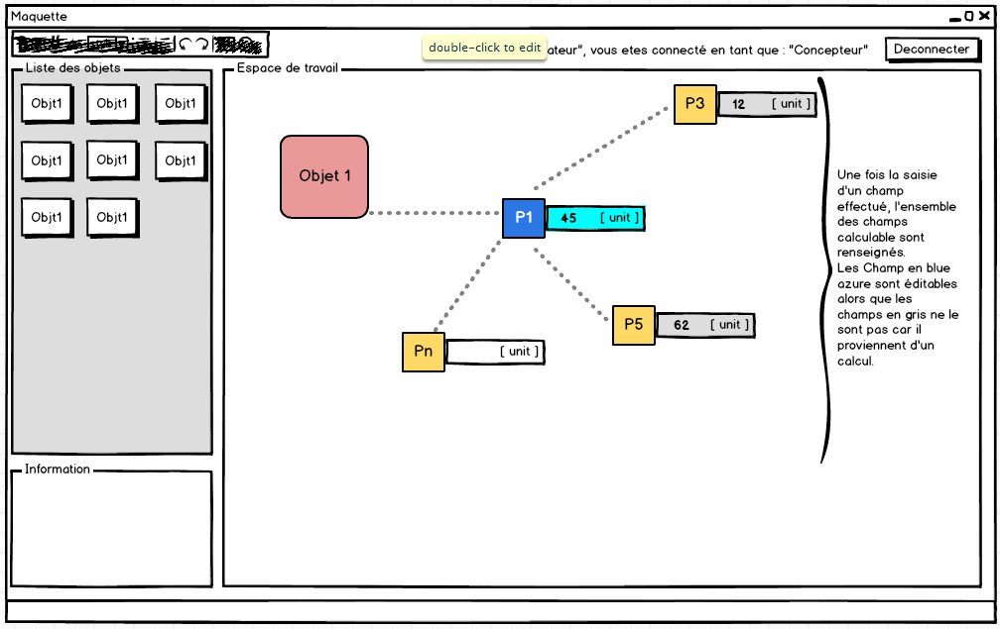 Maquette
double-click to edit
ateur", vous etes connecté en tant que : "Concepteur"
Deconnecter
Liste des objets
Objt1
Objt1
Objt1
Objt1
Objt1
Objt1
Objt1
Objt1
Information
Espace de travail
Objet 1
P3
12 [ unit ]
P1
45 [ unit ]
P5
62 [ unit ]
Pn
[ unit ]
Une fois la saisie
d'un champ
effectué, l'ensemble
des champs
calculable sont
renseignés.
Les Champ en blue
azure sont éditables
alors que les
champs en gris ne le
sont pas car il
proviennent d'un
calcul.